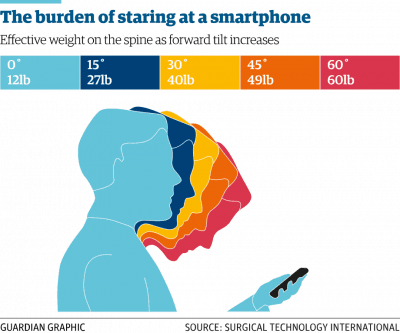 The burden of staring at a smartphone
Effective weight on the spine as forward tilt increases
0° 15° 30° 45° 60°
12lb 27lb 40lb 49lb 60lb
GUARDIAN GRAPHIC SOURCE: SURGICAL TECHNOLOGY INTERNATIONAL